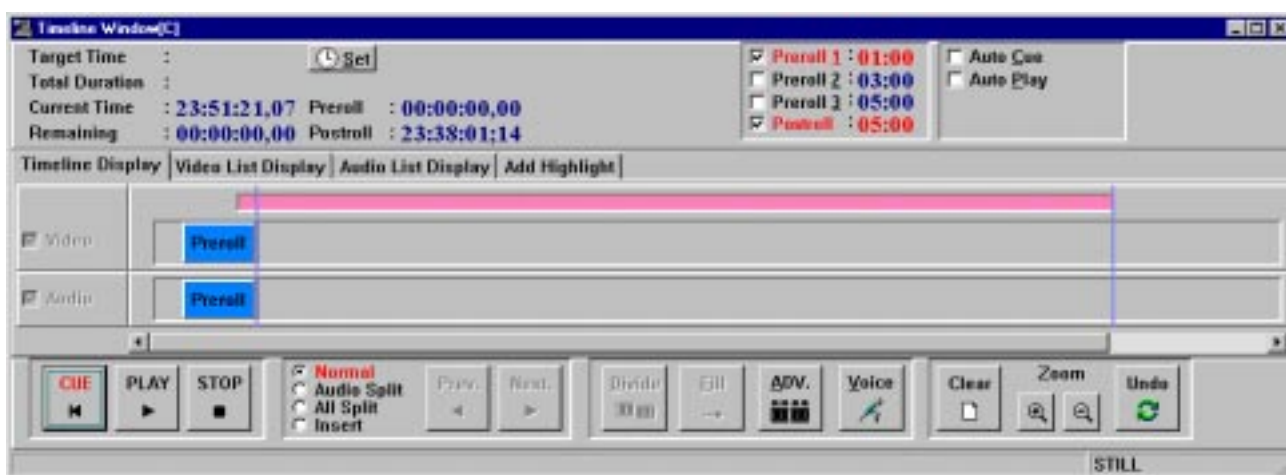 Timeline Window[C]
Target Time :
Set
Total Duration :
Current Time : 23:51:21,07 Preroll : 00:00:00,00
Remaining : 00:00:00,00 Postroll : 23:38:01;14
Preroll 1 : 01:00
Preroll 2 : 03:00
Preroll 3 : 05:00
Postroll : 05:00
Auto Cue
Auto Play
Timeline Display Video List Display Audio List Display Add Highlight
Video
Preroll
Audio
Preroll
CUE PLAY STOP
Normal
Audio Split
All Split
Insert
Prev. Next.
Divide Fill ADV. Voice
Clear Zoom Undo
STILL